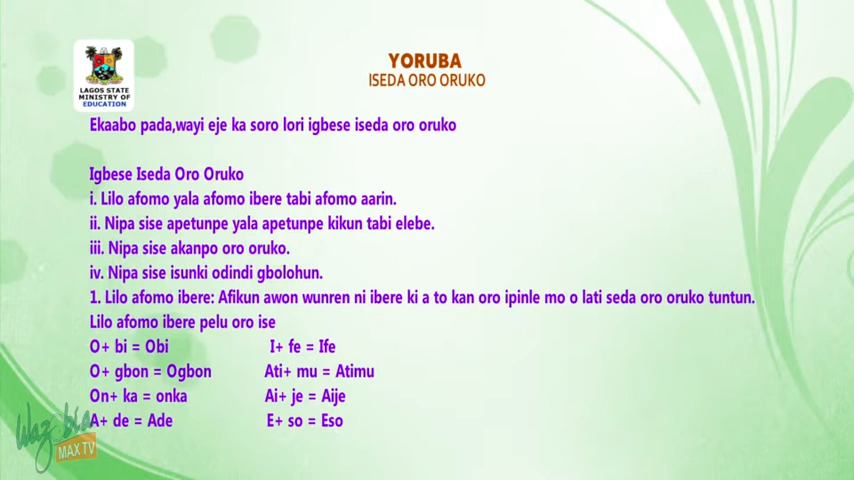 LAGOS STATE
MINISTRY OF
EDUCATION
YORUBA
ISEDA ORO ORUKO
Ekaabo pada,wayi eje ka soro lori igbese iseda oro oruko
Igbese Iseda Oro Oruko
i. Lilo afomo yala afomo ibere tabi afomo aarin.
ii. Nipa sise apetunpe yala apetunpe kikun tabi elebe.
iii. Nipa sise akanpo oro oruko.
iv. Nipa sise isunki odindi gbolohun.
1. Lilo afomo ibere: Afikun awon wunren ni ibere ki a to kan oro ipinle mo o lati seda oro oruko tuntun.
Lilo afomo ibere pelu oro ise
O+ bi = Obi I+ fe = Ife
O+ gbon = Ogbon Ati+ mu = Atimu
On+ ka = onka Ai+ je = Aije
A+ de = Ade E+ so = Eso
Wazobia
MAX TV